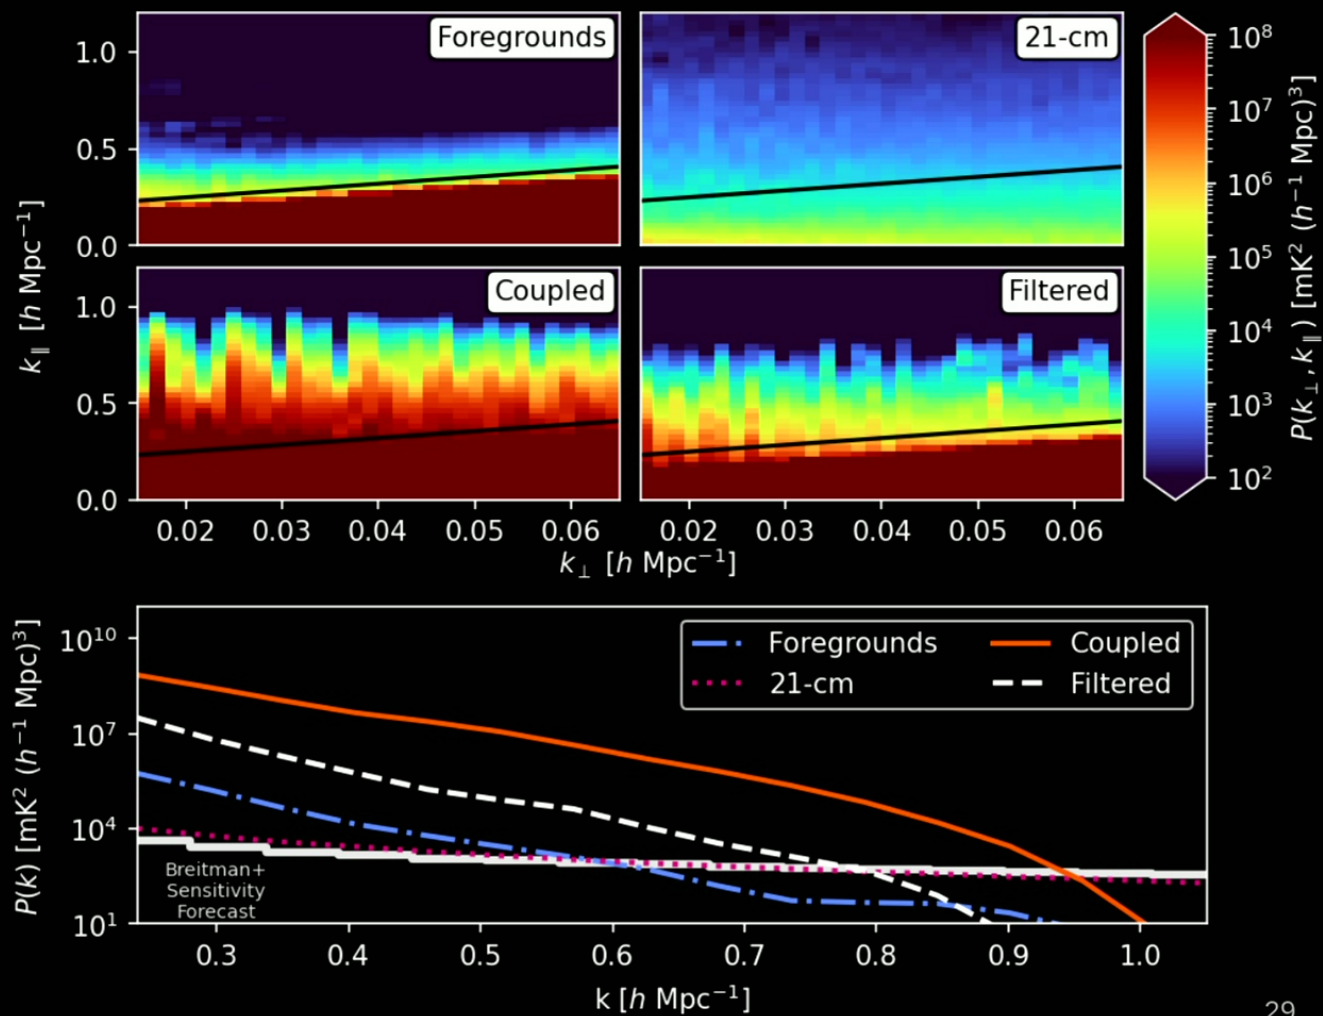 Foregrounds
21-cm
1.0
0.5
0.0
Coupled
Filtered
1.0
0.5
0.0
k∥ [h Mpc⁻¹]
0.02 0.03 0.04 0.05 0.06
0.02 0.03 0.04 0.05 0.06
k⊥ [h Mpc⁻¹]
10⁸
10⁷
10⁶
10⁵
10⁴
10³
10²
P(k⊥, k∥) [mK² (h⁻¹ Mpc)³]
P(k) [mK² (h⁻¹ Mpc)³]
10¹⁰
10⁷
10⁴
10¹
Foregrounds
21-cm
Coupled
Filtered
Breitman+
Sensitivity
Forecast
0.3 0.4 0.5 0.6 0.7 0.8 0.9 1.0
k [h Mpc⁻¹]
29